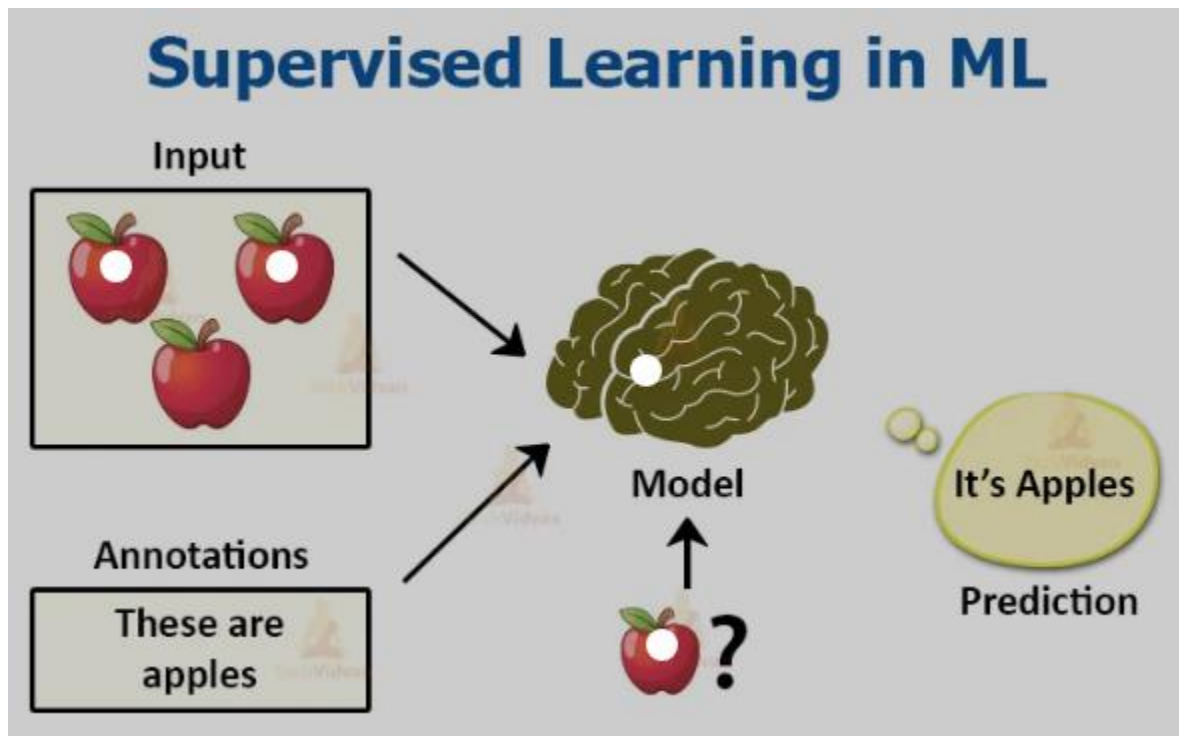 Supervised Learning in ML
Input
Annotations
These are
apples
Model
?
It's Apples
Prediction